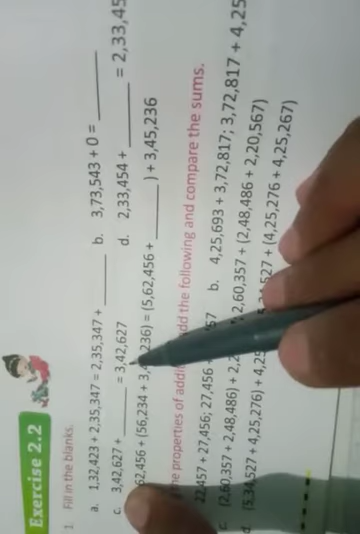 Exercise 2.2
1 Fill in the blanks.
a. 1,32,423 + 2,35,347 = 2,35,347 + ______ b. 3,73,543 + 0 = ______
c. 3,42,627 + ______ = 3,42,627 d. 2,33,454 + ______ = 2,33,45
62,456 + (56,234 + 3, 236) = (5,62,456 + ______ ) + 3,45,236
he properties of addi dd the following and compare the sums.
22,457 + 27,456; 27,456 57 b. 4,25,693 + 3,72,817; 3,72,817 + 4,25
c. (2,60,357 + 2,48,486) + 2,2 2,60,357 + (2,48,486 + 2,20,567)
d (5,34,527 + 4,25,276) + 4,25 527 + (4,25,276 + 4,25,267)